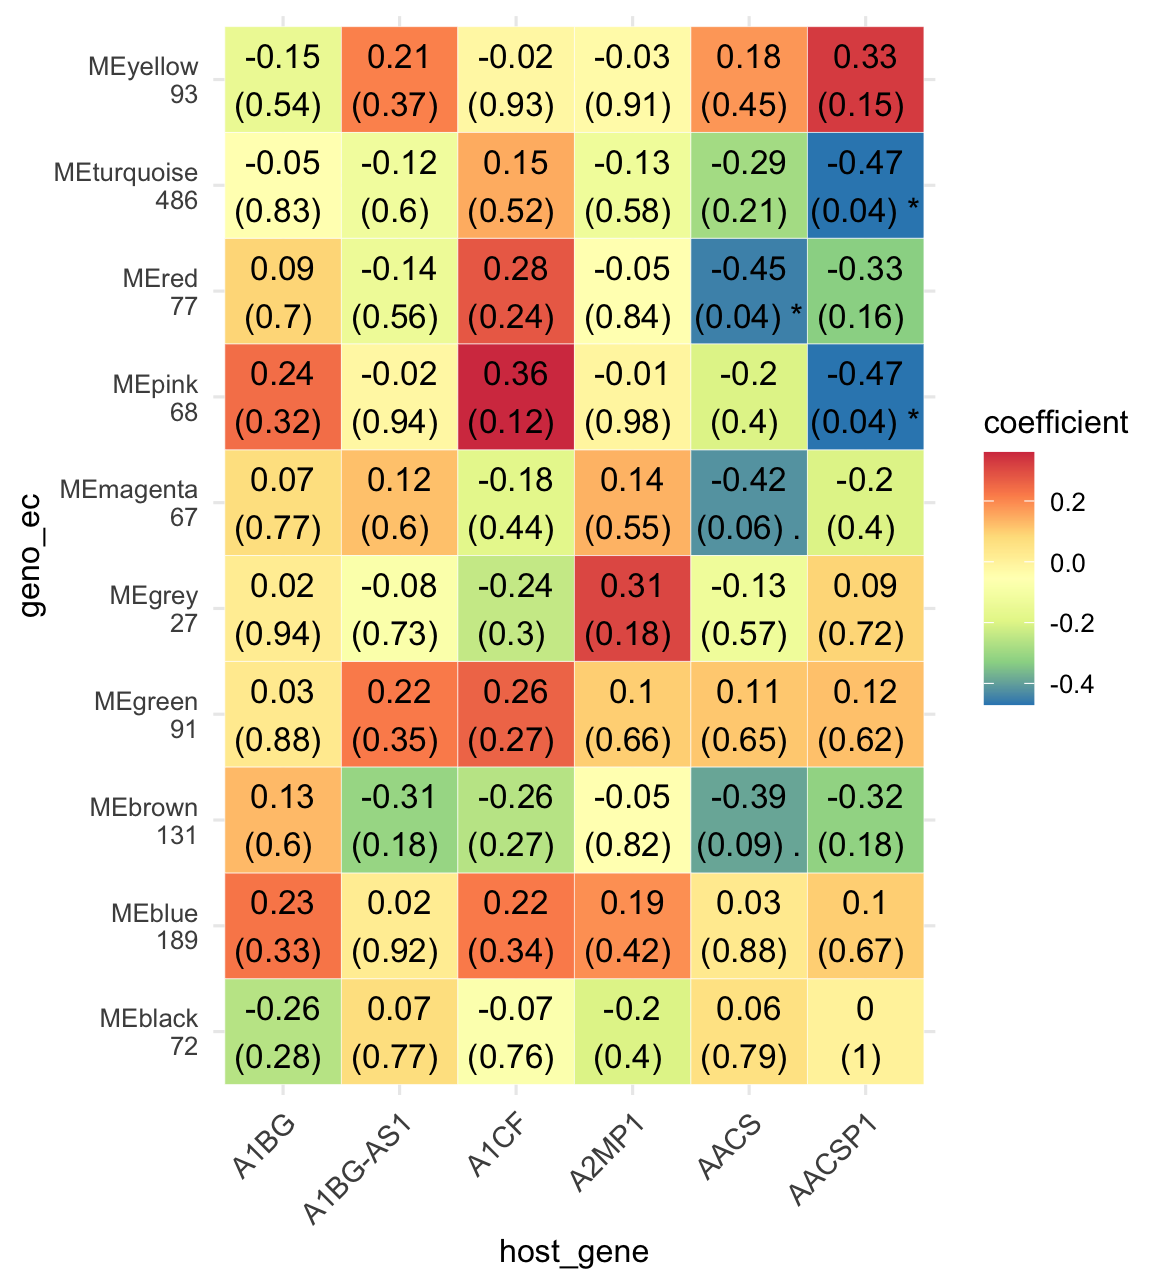 MEyellow
93
-0.15 0.21 -0.02 -0.03 0.18 0.33
(0.54) (0.37) (0.93) (0.91) (0.45) (0.15)
MEturquoise
486
-0.05 -0.12 0.15 -0.13 -0.29 -0.47
(0.83) (0.6) (0.52) (0.58) (0.21) (0.04) *
MEred
77
0.09 -0.14 0.28 -0.05 -0.45 -0.33
(0.7) (0.56) (0.24) (0.84) (0.04) * (0.16)
MEpink
68
0.24 -0.02 0.36 -0.01 -0.2 -0.47
(0.32) (0.94) (0.12) (0.98) (0.4) (0.04) *
MEmagenta
67
0.07 0.12 -0.18 0.14 -0.42 -0.2
(0.77) (0.6) (0.44) (0.55) (0.06) . (0.4)
MEgrey
27
0.02 -0.08 -0.24 0.31 -0.13 0.09
(0.94) (0.73) (0.3) (0.18) (0.57) (0.72)
MEgreen
91
0.03 0.22 0.26 0.1 0.11 0.12
(0.88) (0.35) (0.27) (0.66) (0.65) (0.62)
MEbrown
131
0.13 -0.31 -0.26 -0.05 -0.39 -0.32
(0.6) (0.18) (0.27) (0.82) (0.09) . (0.18)
MEblue
189
0.23 0.02 0.22 0.19 0.03 0.1
(0.33) (0.92) (0.34) (0.42) (0.88) (0.67)
MEblack
72
-0.26 0.07 -0.07 -0.2 0.06 0
(0.28) (0.77) (0.76) (0.4) (0.79) (1)
A1BG
A1BG-AS1
A1CF
A2MP1
AACS
AACSP1
host_gene
geno_ec
coefficient
0.2
0.0
-0.2
-0.4